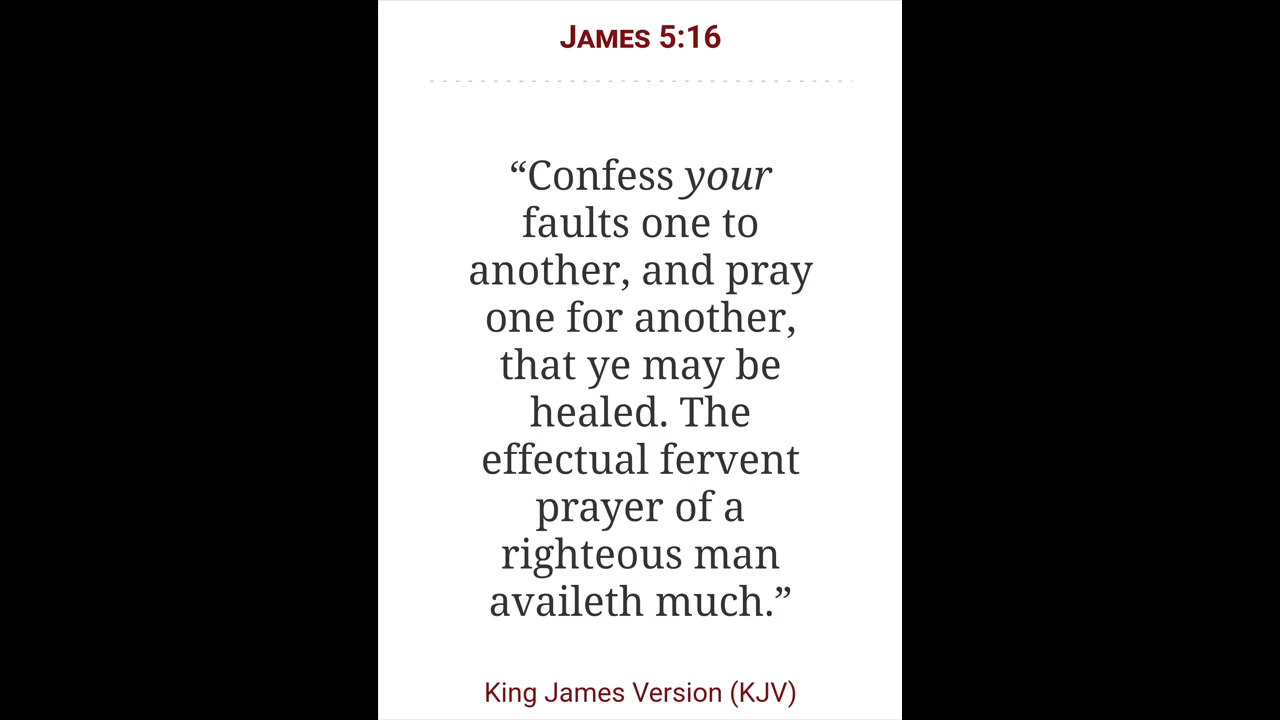 James 5:16
“Confess your
faults one to
another, and pray
one for another,
that ye may be
healed. The
effectual fervent
prayer of a
righteous man
availeth much.”
King James Version (KJV)